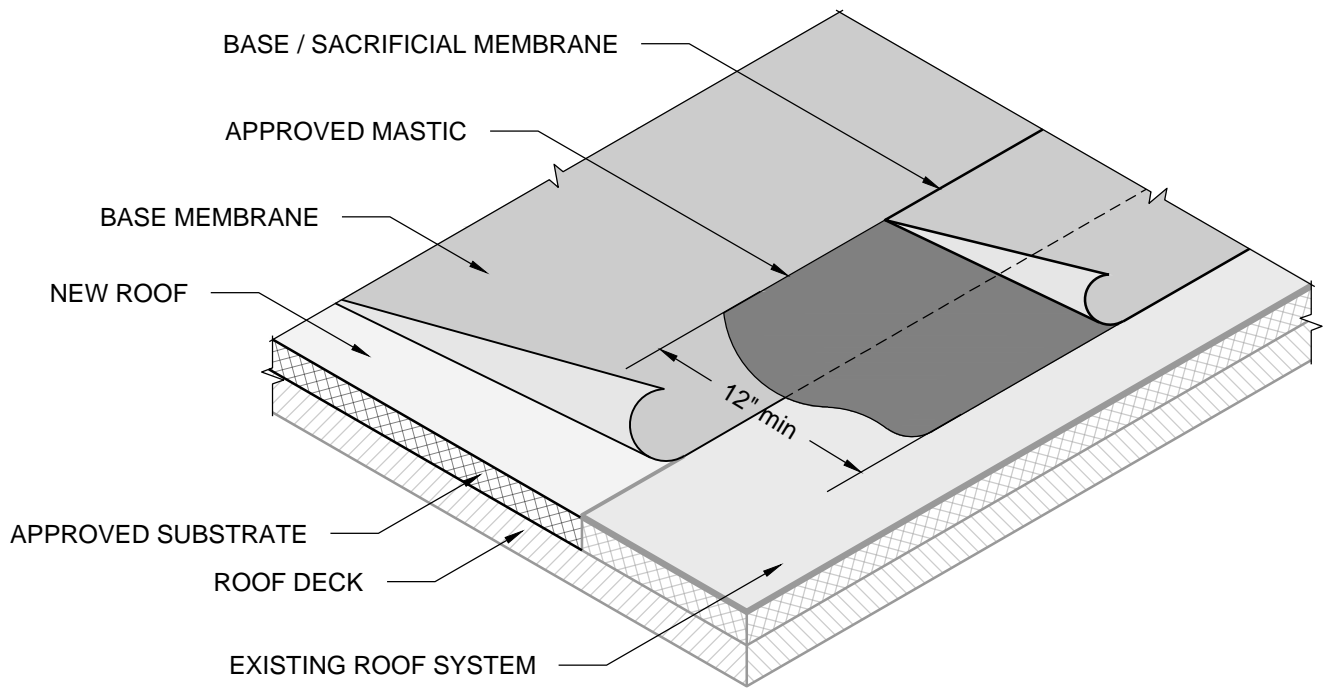 BASE / SACRIFICIAL MEMBRANE
APPROVED MASTIC
BASE MEMBRANE
NEW ROOF
12" min
APPROVED SUBSTRATE
ROOF DECK
EXISTING ROOF SYSTEM